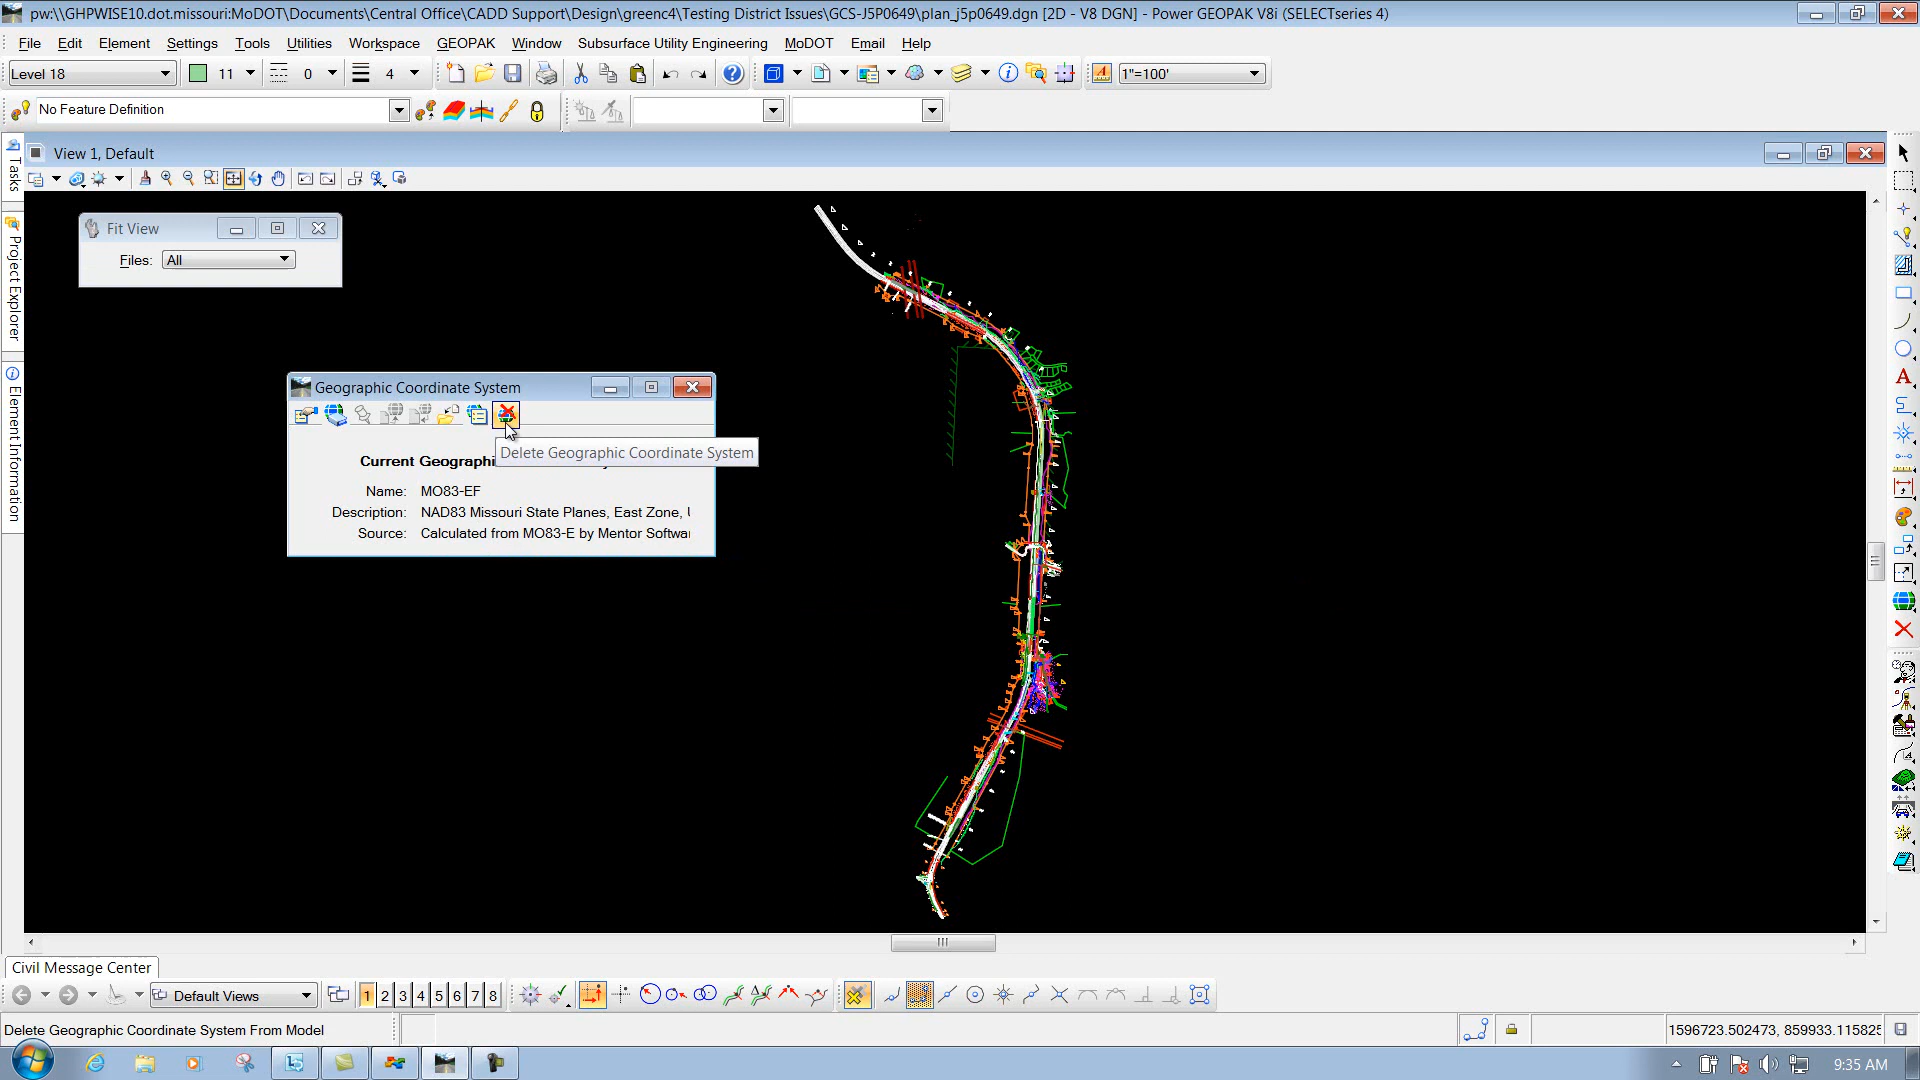 pw:\\GHPWISE10.dot.missouri:MoDOT\Documents\Central Office\CADD Support\Design\greenc4\Testing District Issues\GCS-J5P0649\plan_j5p0649.dgn [2D - V8 DGN] - Power GEOPAK V8i (SELECTseries 4)
File Edit Element Settings Tools Utilities Workspace GEOPAK Window Subsurface Utility Engineering MoDOT Email Help
Level 18 11 0 4 1"=100'
No Feature Definition
View 1, Default
Tasks
Project Explorer
Element Information
Fit View
Files: All
Geographic Coordinate System
Delete Geographic Coordinate System
Current Geographi
Name: MO83-EF
Description: NAD83 Missouri State Planes, East Zone,
Source: Calculated from MO83-E by Mentor Softwar
Civil Message Center
Default Views 1 2 3 4 5 6 7 8
Delete Geographic Coordinate System From Model
1596723.502473, 859933.115825
9:35 AM